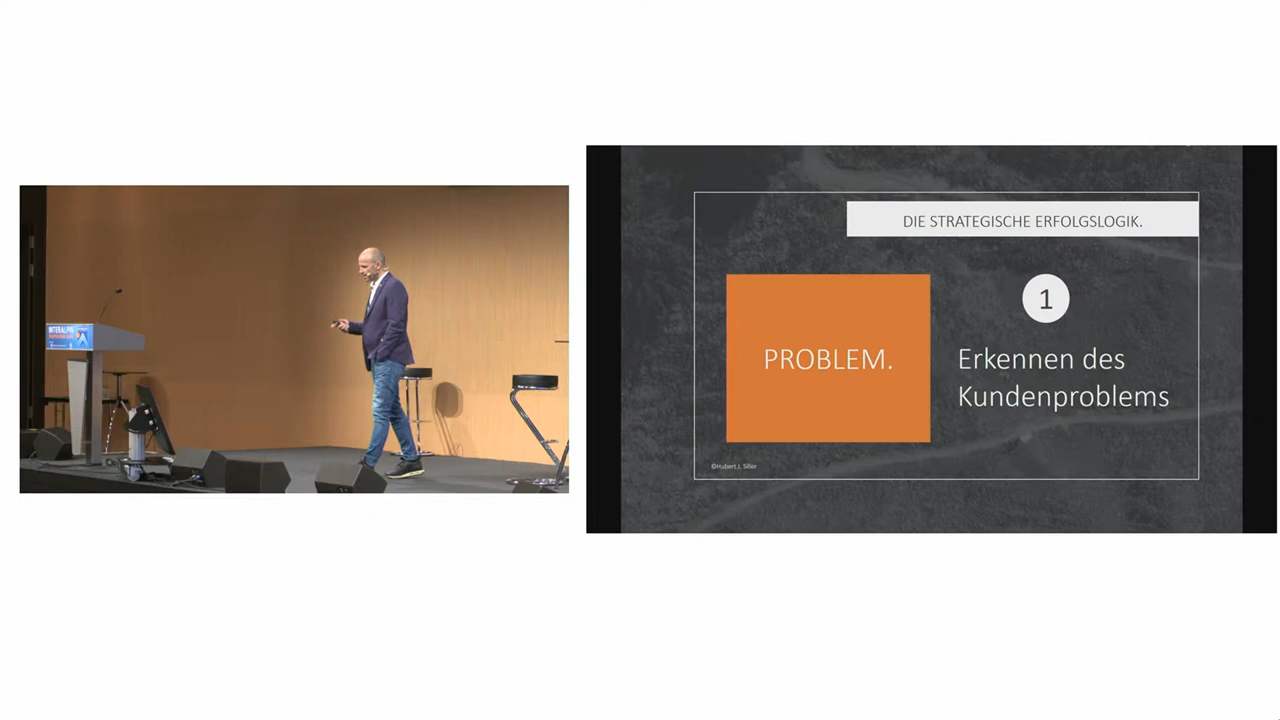 INTERALPIN
DIE STRATEGISCHE ERFOLGSLOGIK.
1
PROBLEM.
Erkennen des
Kundenproblems
©Hubert J. Siller